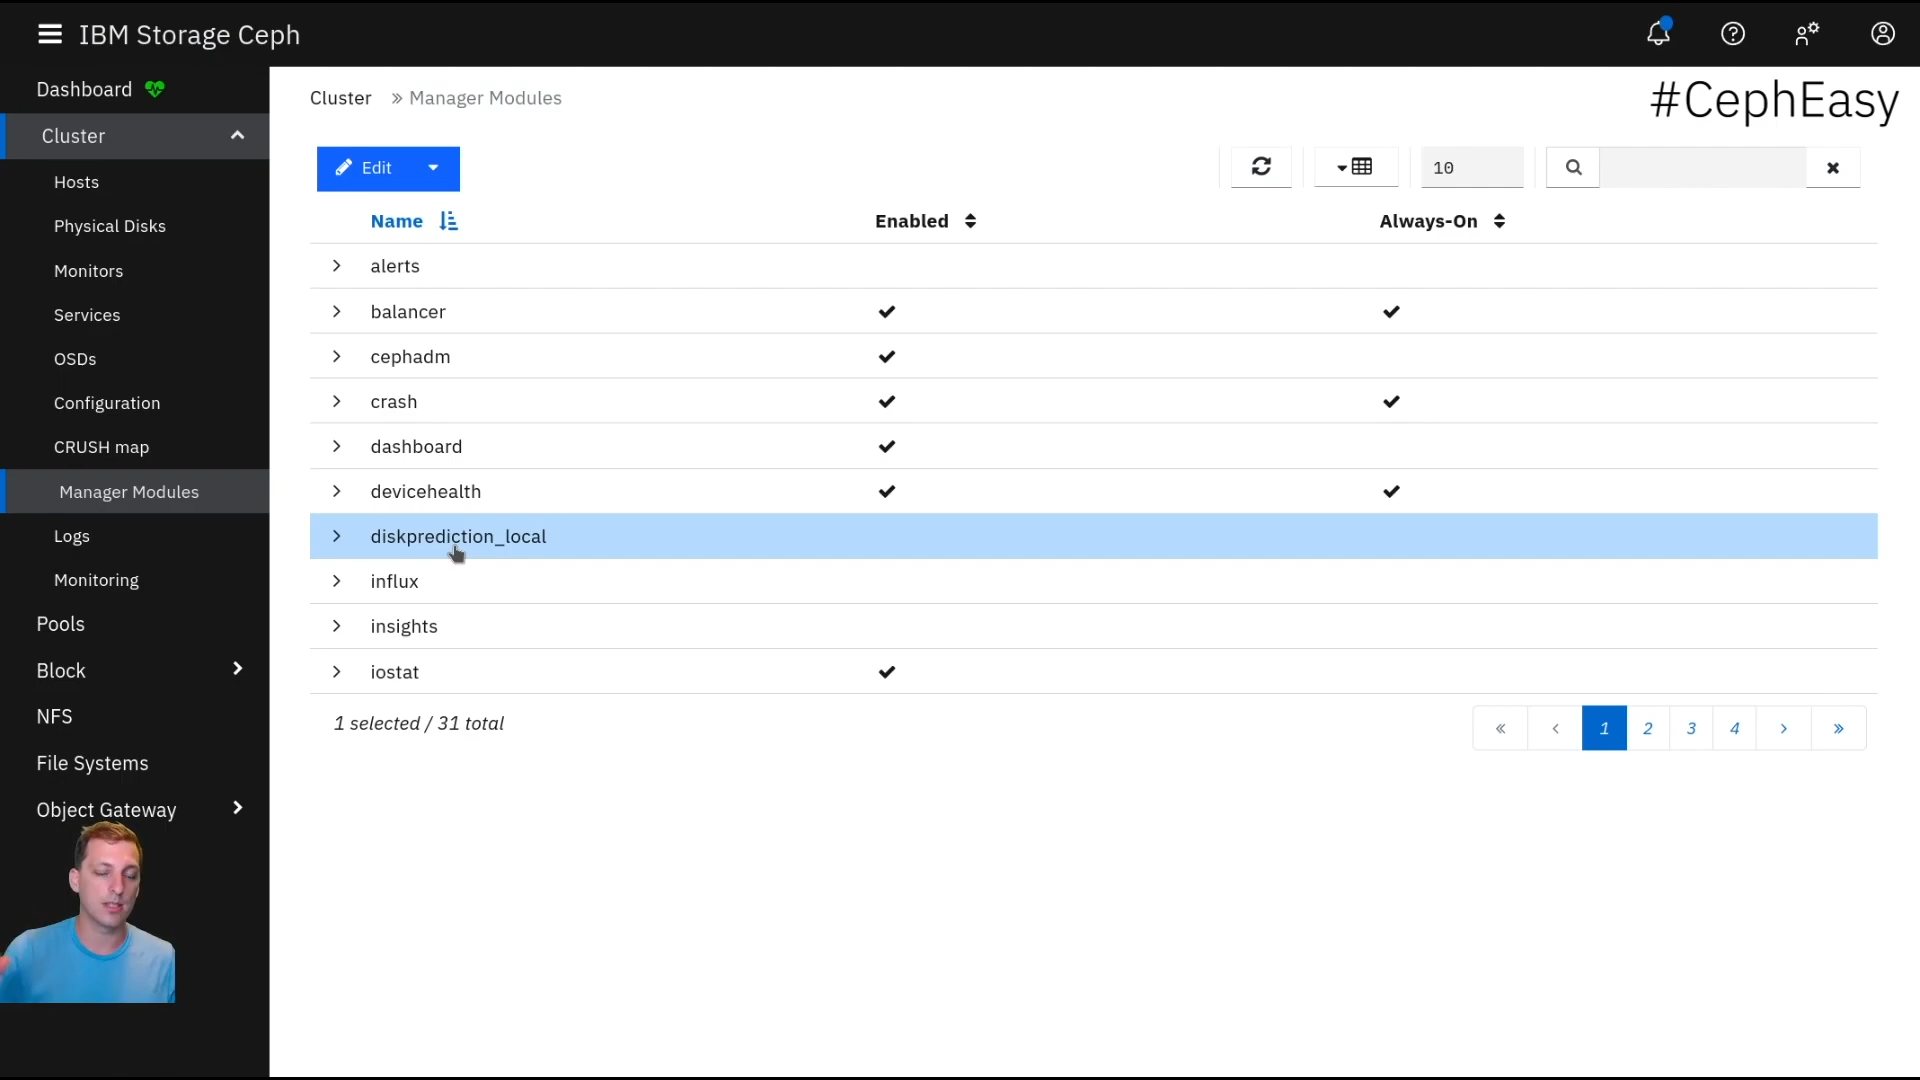 IBM Storage Ceph
Dashboard
Cluster
Hosts
Physical Disks
Monitors
Services
OSDs
Configuration
CRUSH map
Manager Modules
Logs
Monitoring
Pools
Block
NFS
File Systems
Object Gateway
Cluster » Manager Modules
#CephEasy
Edit
10
Name Enabled Always-On
alerts
balancer
cephadm
crash
dashboard
devicehealth
diskprediction_local
influx
insights
iostat
1 selected / 31 total
« ‹ 1 2 3 4 › »